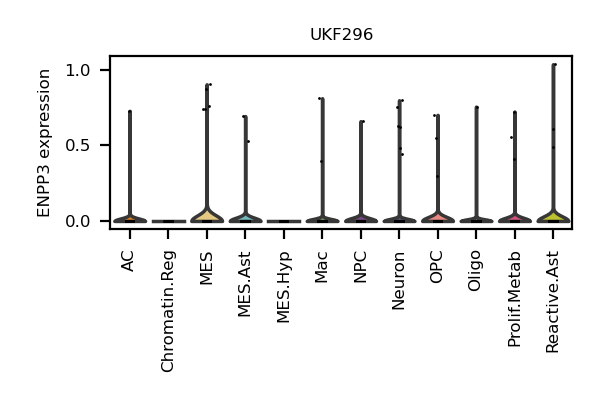 UKF296
ENPP3 expression
1.0
0.5
0.0
AC
Chromatin.Reg
MES
MES.Ast
MES.Hyp
Mac
NPC
Neuron
OPC
Oligo
Prolif.Metab
Reactive.Ast